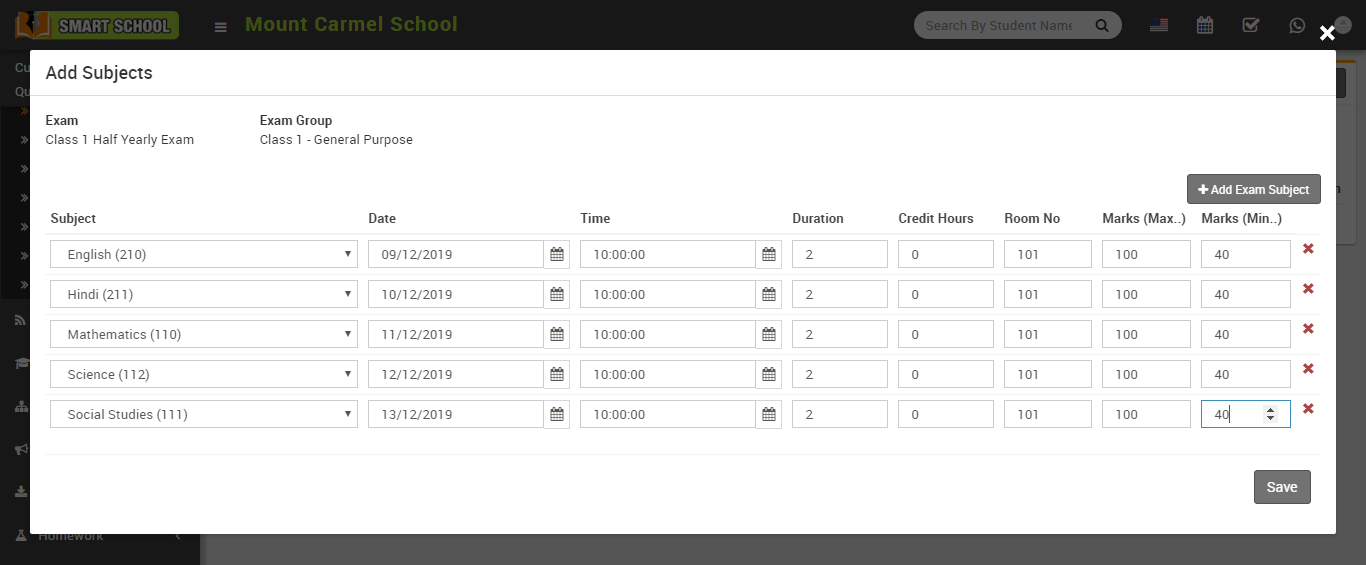 SMART SCHOOL
Mount Carmel School
Search By Student Name
Cu
Qu
Add Subjects
Exam Exam Group
Class 1 Half Yearly Exam Class 1 - General Purpose
Add Exam Subject
Subject Date Time Duration Credit Hours Room No Marks (Max..) Marks (Min..)
English (210) 09/12/2019 10:00:00 2 0 101 100 40
Hindi (211) 10/12/2019 10:00:00 2 0 101 100 40
Mathematics (110) 11/12/2019 10:00:00 2 0 101 100 40
Science (112) 12/12/2019 10:00:00 2 0 101 100 40
Social Studies (111) 13/12/2019 10:00:00 2 0 101 100 40
Save
Homework